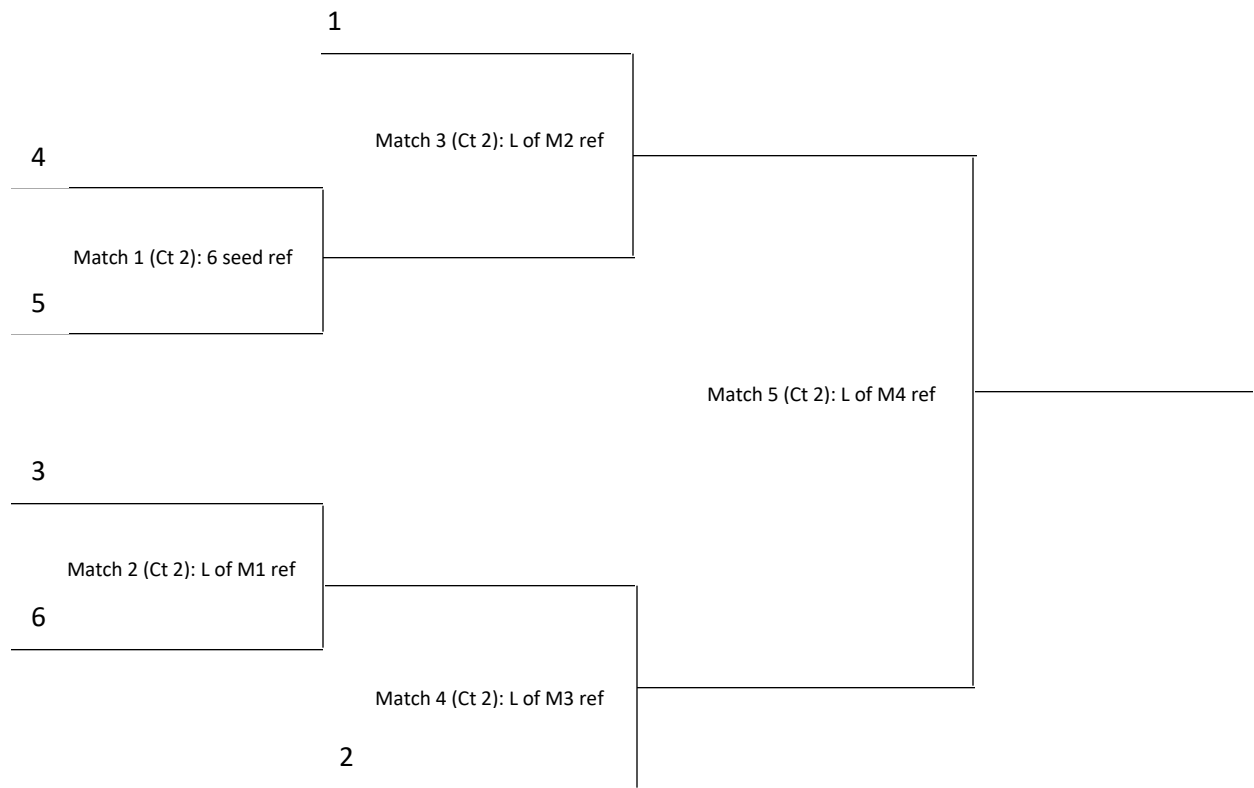 1
Match 3 (Ct 2): L of M2 ref
4
Match 1 (Ct 2): 6 seed ref
5
Match 5 (Ct 2): L of M4 ref
3
Match 2 (Ct 2): L of M1 ref
6
Match 4 (Ct 2): L of M3 ref
2